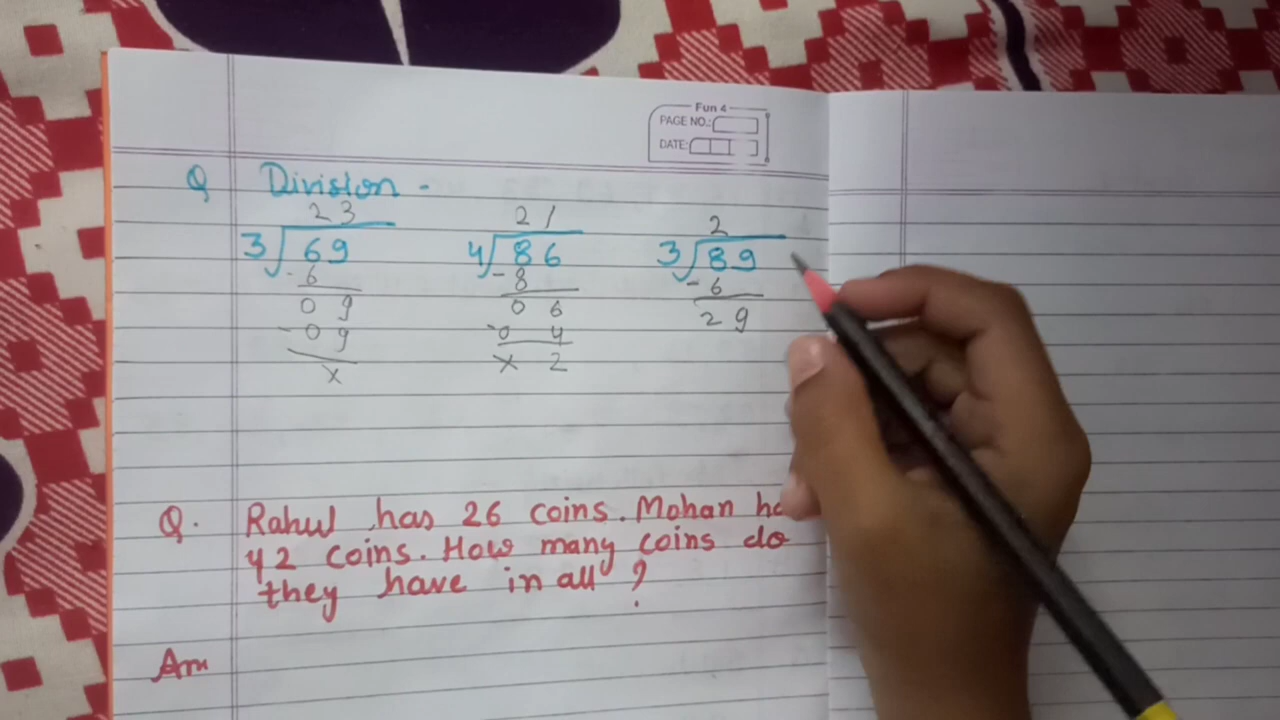 Fun 4
PAGE NO.:
DATE:
Q Division -
23 21 2
3 69 4 86 3 89
- 6 - 8 - 6
0 9 0 6 2 9
- 0 9 - 0 4
x x 2
Q. Rahul has 26 coins. Mohan ha
42 coins. How many coins do
they have in all ?
Ans